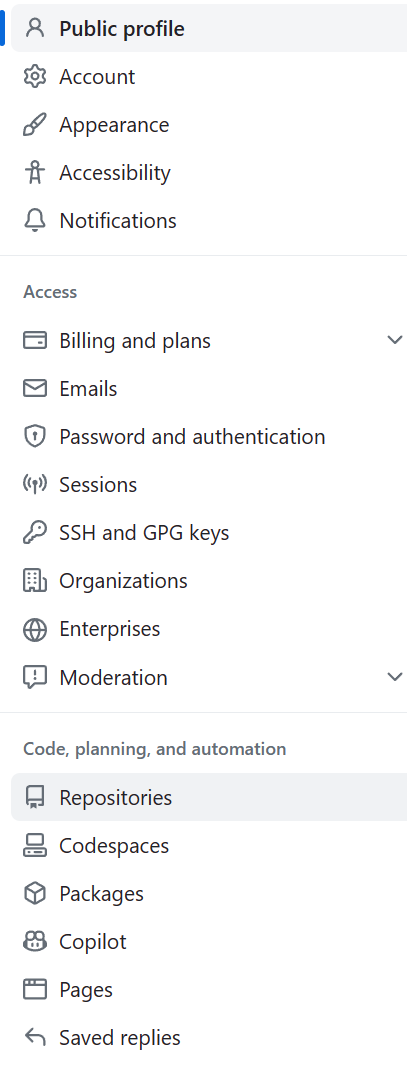 Public profile
Account
Appearance
Accessibility
Notifications
Access
Billing and plans
Emails
Password and authentication
Sessions
SSH and GPG keys
Organizations
Enterprises
Moderation
Code, planning, and automation
Repositories
Codespaces
Packages
Copilot
Pages
Saved replies